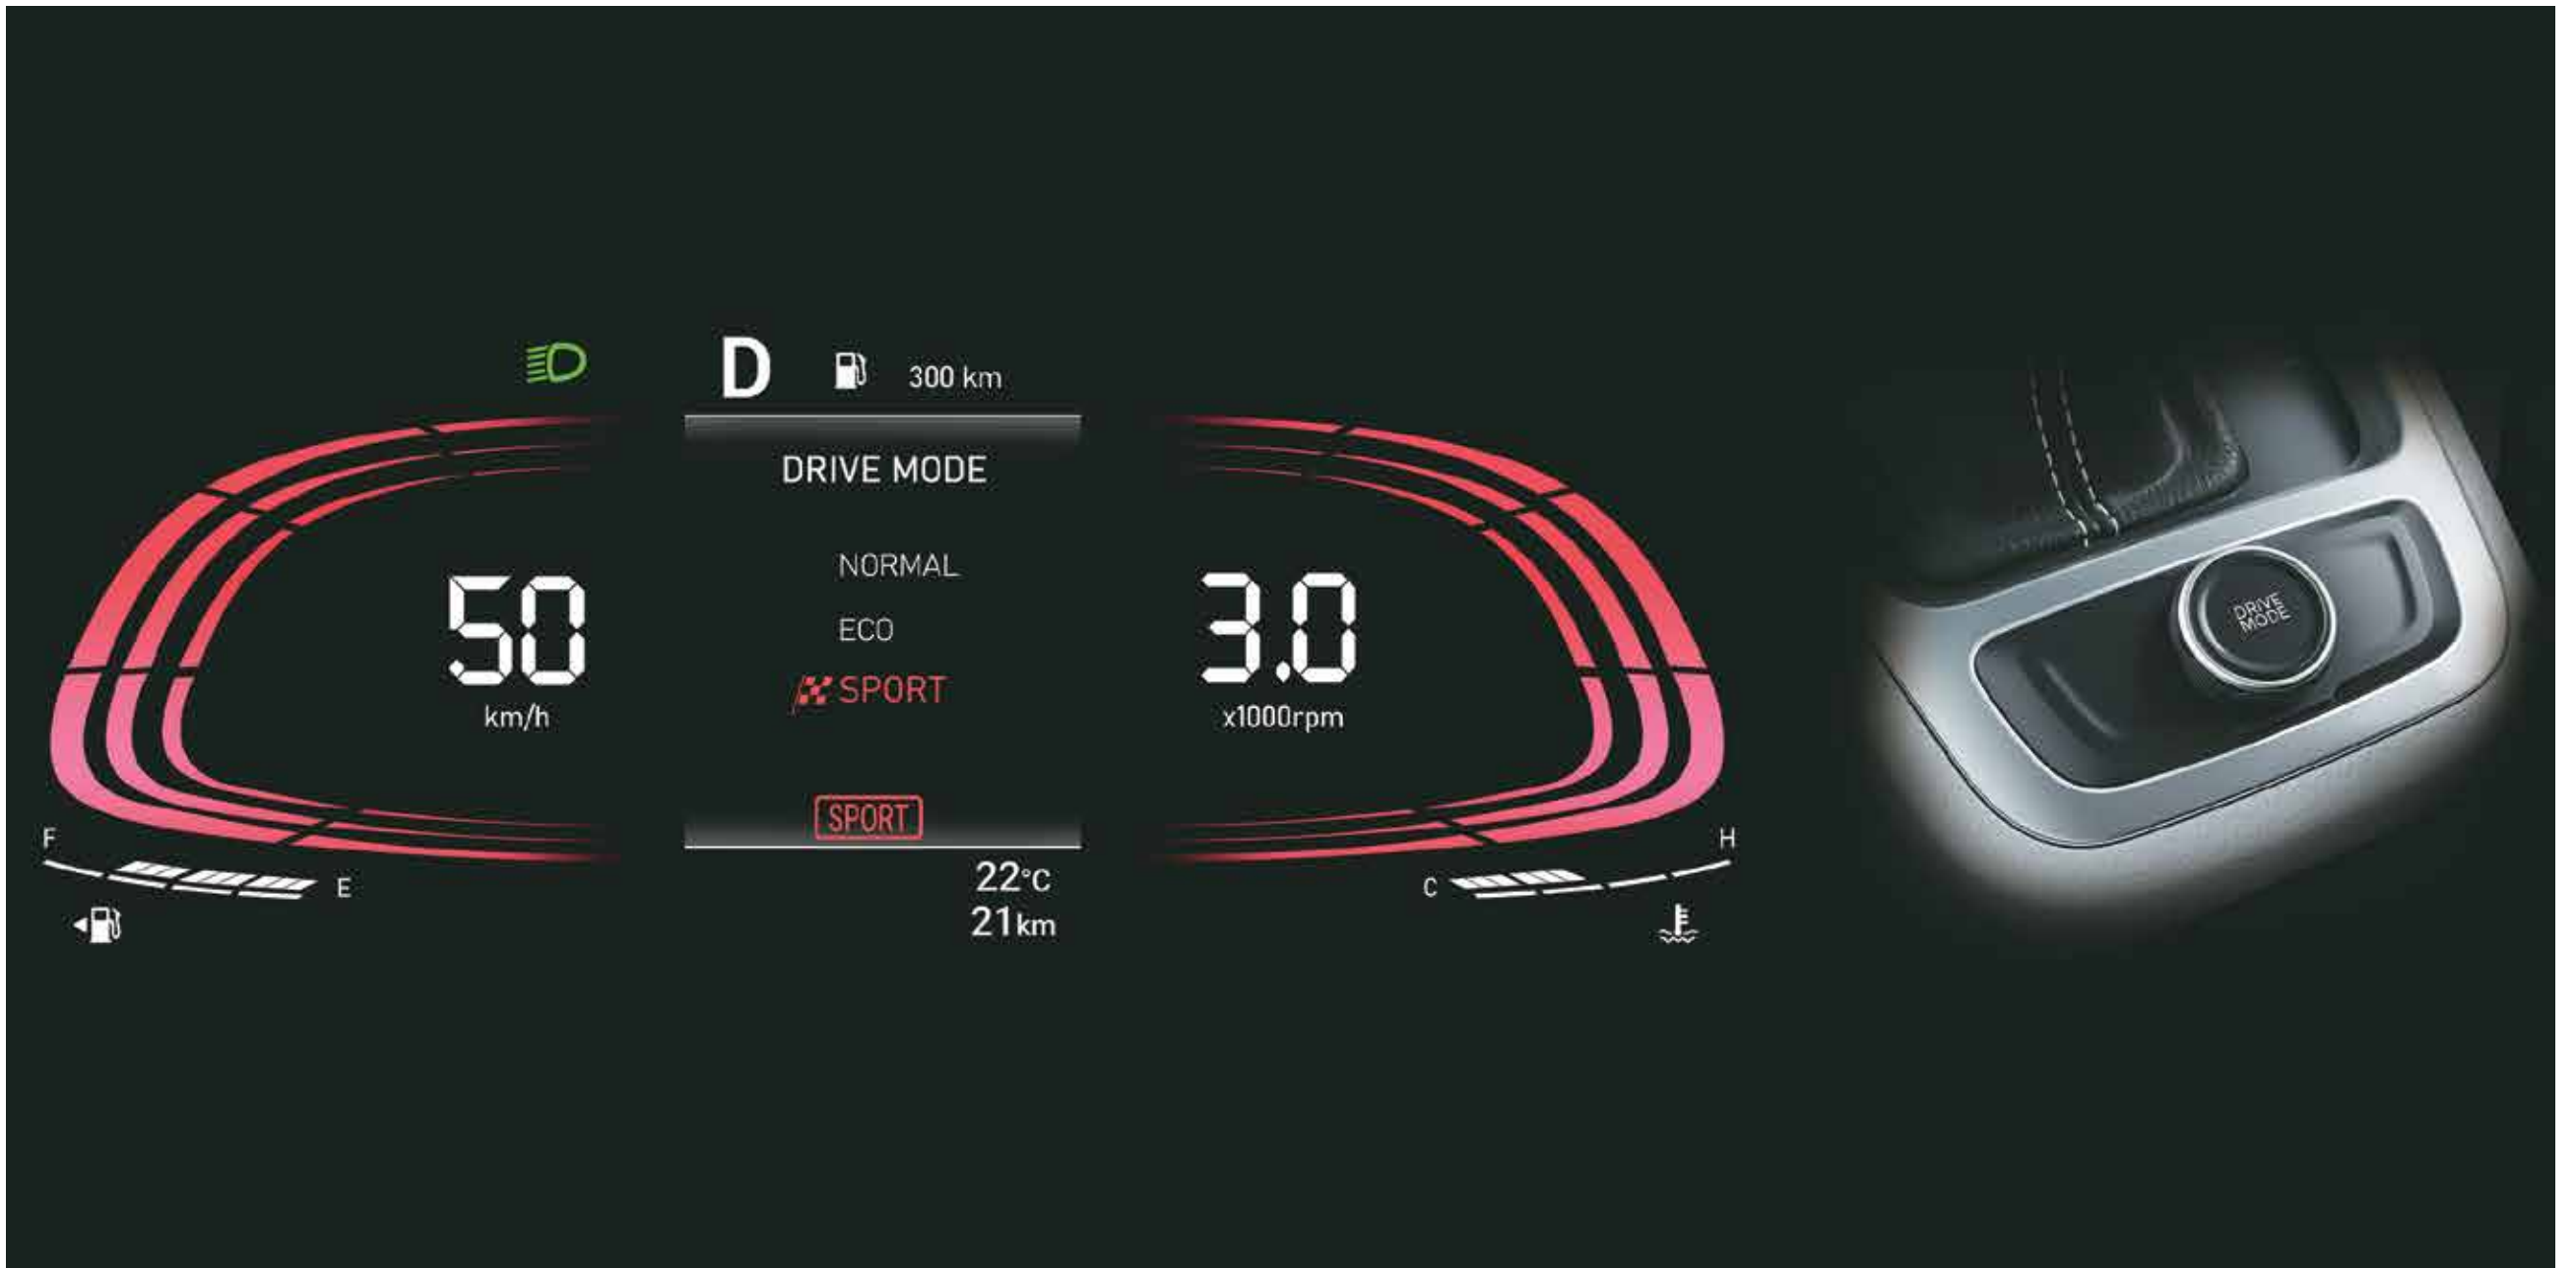 D 300 km
DRIVE MODE
NORMAL
ECO
SPORT
50
km/h
3.0
x1000rpm
SPORT
F
E
22°C
21km
C
H
DRIVE
MODE